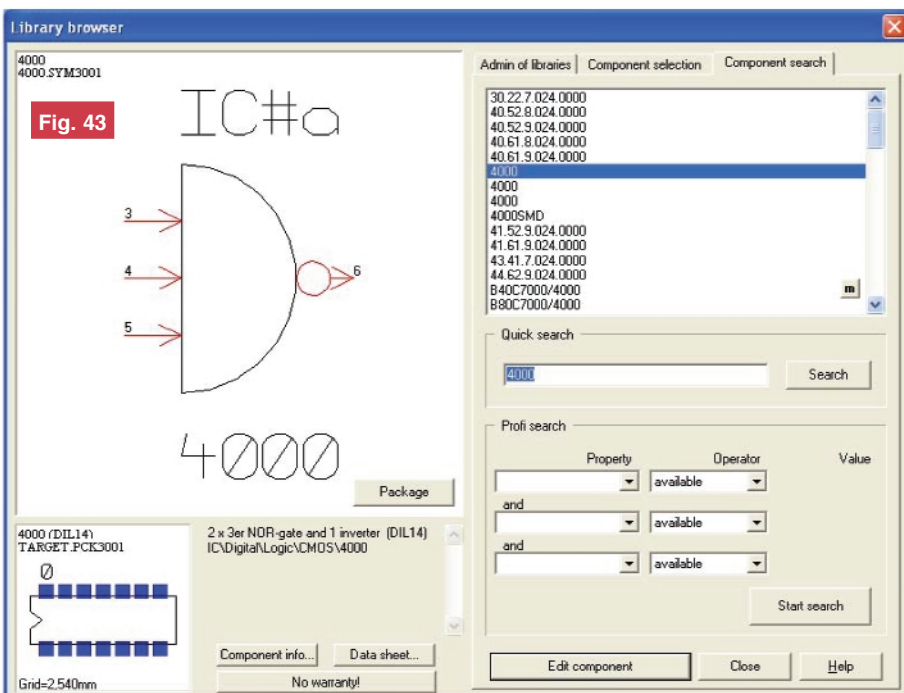 Library browser
4000
4000.SYM3001
Fig. 43
IC#a
3
4
5
6
4000
Package
4000 (DIL14)
TARGET.PCK3001
0
Grid=2,540mm
2 x 3er NOR-gate and 1 inverter (DIL14)
IC\Digital\Logic\CMOS\4000
Component info...
Data sheet...
No warranty!
Admin of libraries
Component selection
Component search
30.22.7.024.0000
40.52.8.024.0000
40.52.9.024.0000
40.61.8.024.0000
40.61.9.024.0000
4000
4000
4000
4000SMD
41.52.9.024.0000
41.61.9.024.0000
43.41.7.024.0000
44.62.9.024.0000
B40C7000/4000
B80C7000/4000
m
Quick search
4000
Search
Profi search
Property Operator Value
available
and
available
and
available
Start search
Edit component
Close
Help